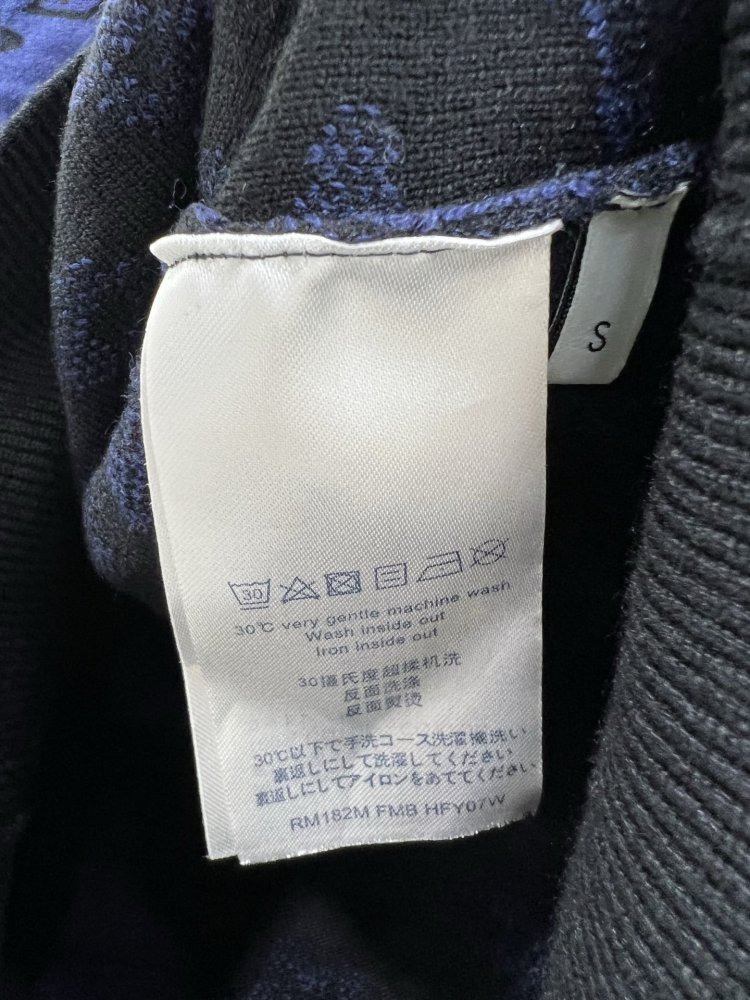 S
30
30℃ very gentle machine wash
Wash inside out
Iron inside out
30攝氏度超揉机洗
反面洗涤
反面熨烫
30℃以下で手洗コース洗濯機洗い
裏返しにして洗濯してください
裏返しにしてアイロンをあててください
RM182M FMB HFY07W